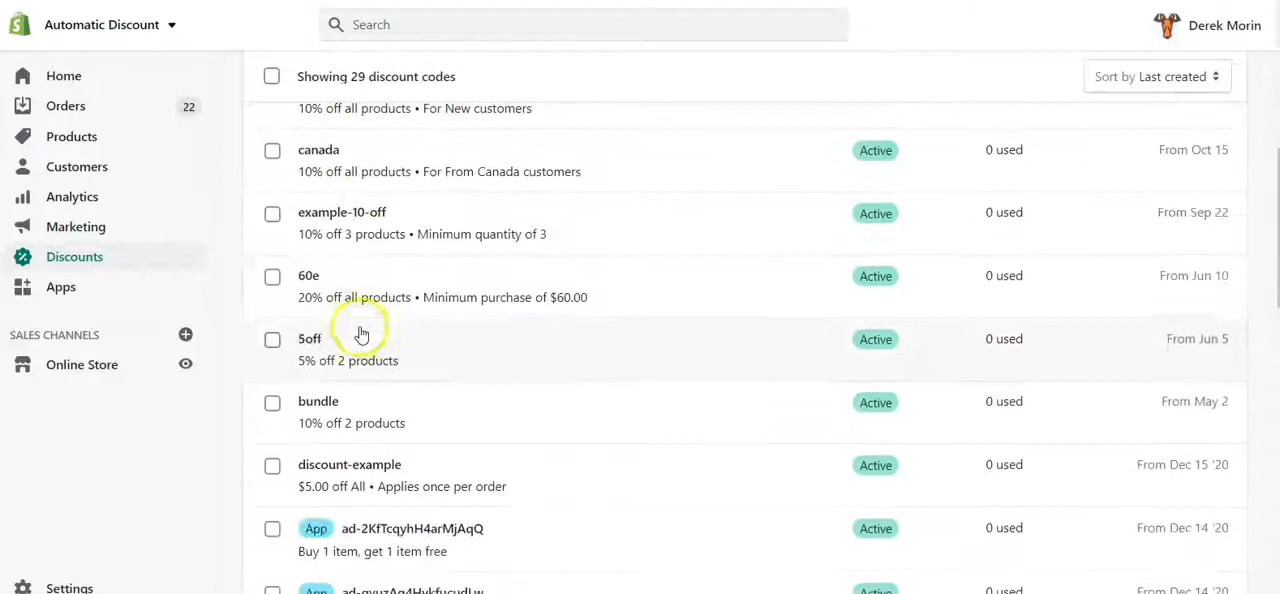 Automatic Discount
Search
Derek Morin
Home
Orders
22
Products
Customers
Analytics
Marketing
Discounts
Apps
SALES CHANNELS
Online Store
Settings
Showing 29 discount codes
Sort by Last created
10% off all products • For New customers
canada
Active
0 used
From Oct 15
10% off all products • For From Canada customers
example-10-off
Active
0 used
From Sep 22
10% off 3 products • Minimum quantity of 3
60e
Active
0 used
From Jun 10
20% off all products • Minimum purchase of $60.00
5off
Active
0 used
From Jun 5
5% off 2 products
bundle
Active
0 used
From May 2
10% off 2 products
discount-example
Active
0 used
From Dec 15 '20
$5.00 off All • Applies once per order
App ad-2KfTcqyhH4arMjAqQ
Active
0 used
From Dec 14 '20
Buy 1 item, get 1 item free
App
Active
0 used
From Dec 14 '20